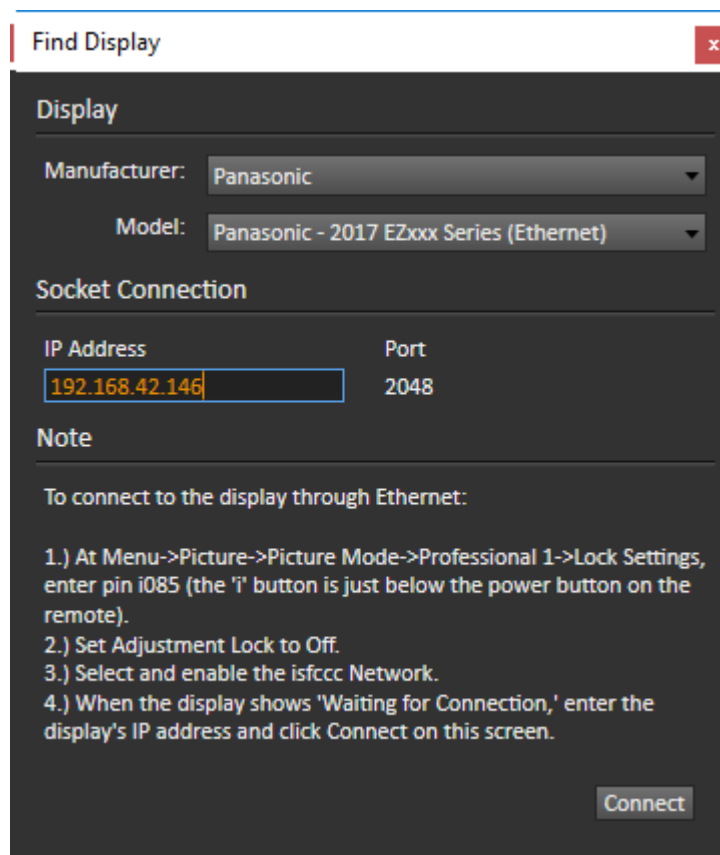 Find Display
x
Display
Manufacturer: Panasonic
Model: Panasonic - 2017 EZxxx Series (Ethernet)
Socket Connection
IP Address Port
192.168.42.146 2048
Note
To connect to the display through Ethernet:
1.) At Menu->Picture->Picture Mode->Professional 1->Lock Settings,
enter pin i085 (the 'i' button is just below the power button on the
remote).
2.) Set Adjustment Lock to Off.
3.) Select and enable the isfccc Network.
4.) When the display shows 'Waiting for Connection,' enter the
display's IP address and click Connect on this screen.
Connect